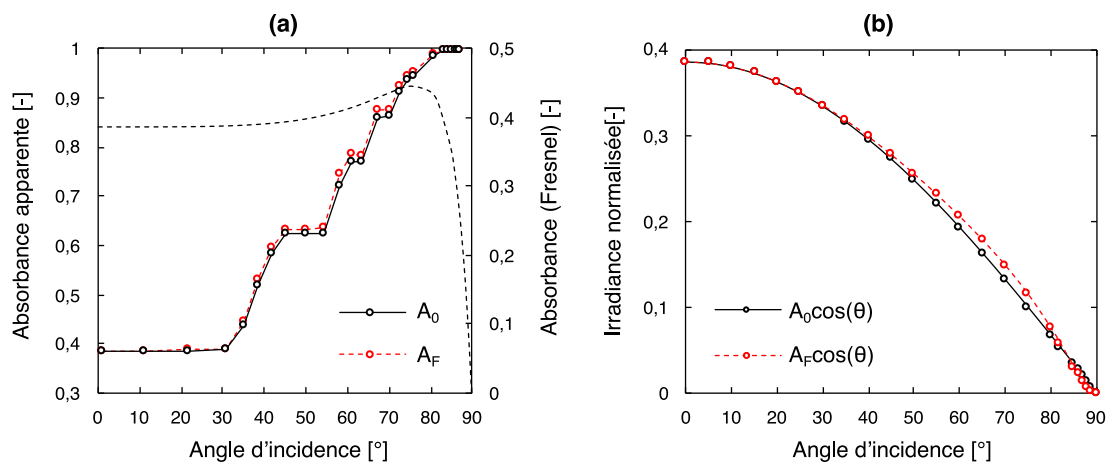 (a)
1
0,9
0,8
0,7
0,6
0,5
0,4
0,3
0 10 20 30 40 50 60 70 80 90
0,5
0,4
0,3
0,2
0,1
0
Absorbance apparente [-]
Absorbance (Fresnel) [-]
Angle d'incidence [°]
A0
AF
(b)
0,4
0,3
0,2
0,1
0
0 10 20 30 40 50 60 70 80 90
Irradiance normalisée[-]
Angle d'incidence [°]
A0cos(θ)
AFcos(θ)